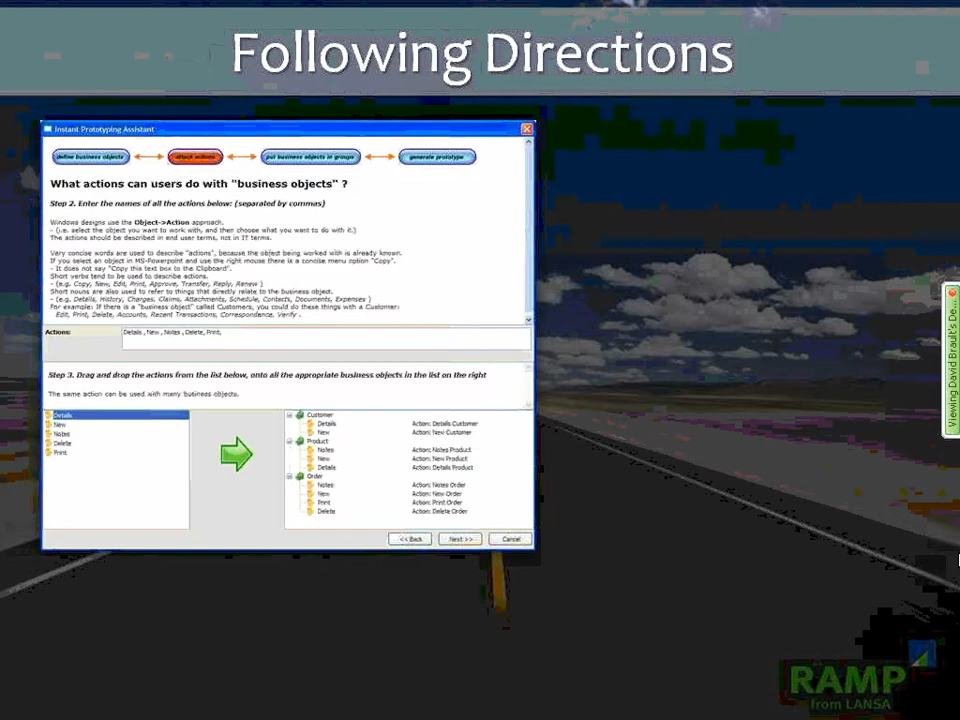 Following Directions
Instant Prototyping Assistant
define business objects
attach actions
put business objects in groups
generate prototype
What actions can users do with "business objects" ?
Step 2. Enter the names of all the actions below: (separated by commas)
Windows designs use the Object->Action approach.
- (i.e. select the object you want to work with, and then choose what you want to do with it.)
The actions should be described in end user terms, not in IT terms.
Very concise words are used to describe "actions", because the object being worked with is already known.
If you select an object in MS-Powerpoint and use the right mouse there is a concise menu option "Copy".
- It does not say "Copy this text box to the Clipboard".
Short verbs tend to be used to describe actions.
- (e.g. Copy, New, Edit, Print, Approve, Transfer, Reply, Renew )
Short nouns are also used to refer to things that directly relate to the business object.
- (e.g. Details, History, Charges, Claims, Attachments, Schedule, Contacts, Documents, Expenses )
For example: If there is a "business object" called Customers, you could do these things with a Customer:
Edit, Print, Delete, Accounts, Recent Transactions, Correspondence, Verify .
Actions:
Details , New , Notes , Delete, Print,
Step 3. Drag and drop the actions from the list below, onto all the appropriate business objects in the list on the right
The same action can be used with many business objects.
Details
New
Notes
Delete
Print
Customer
Details Action: Details Customer
New Action: New Customer
Product
Notes Action: Notes Product
New Action: New Product
Details Action: Details Product
Order
Notes Action: Notes Order
New Action: New Order
Print Action: Print Order
Delete Action: Delete Order
<< Back
Next >>
Cancel
Viewing David Brault's De...
RAMP
from LANSA